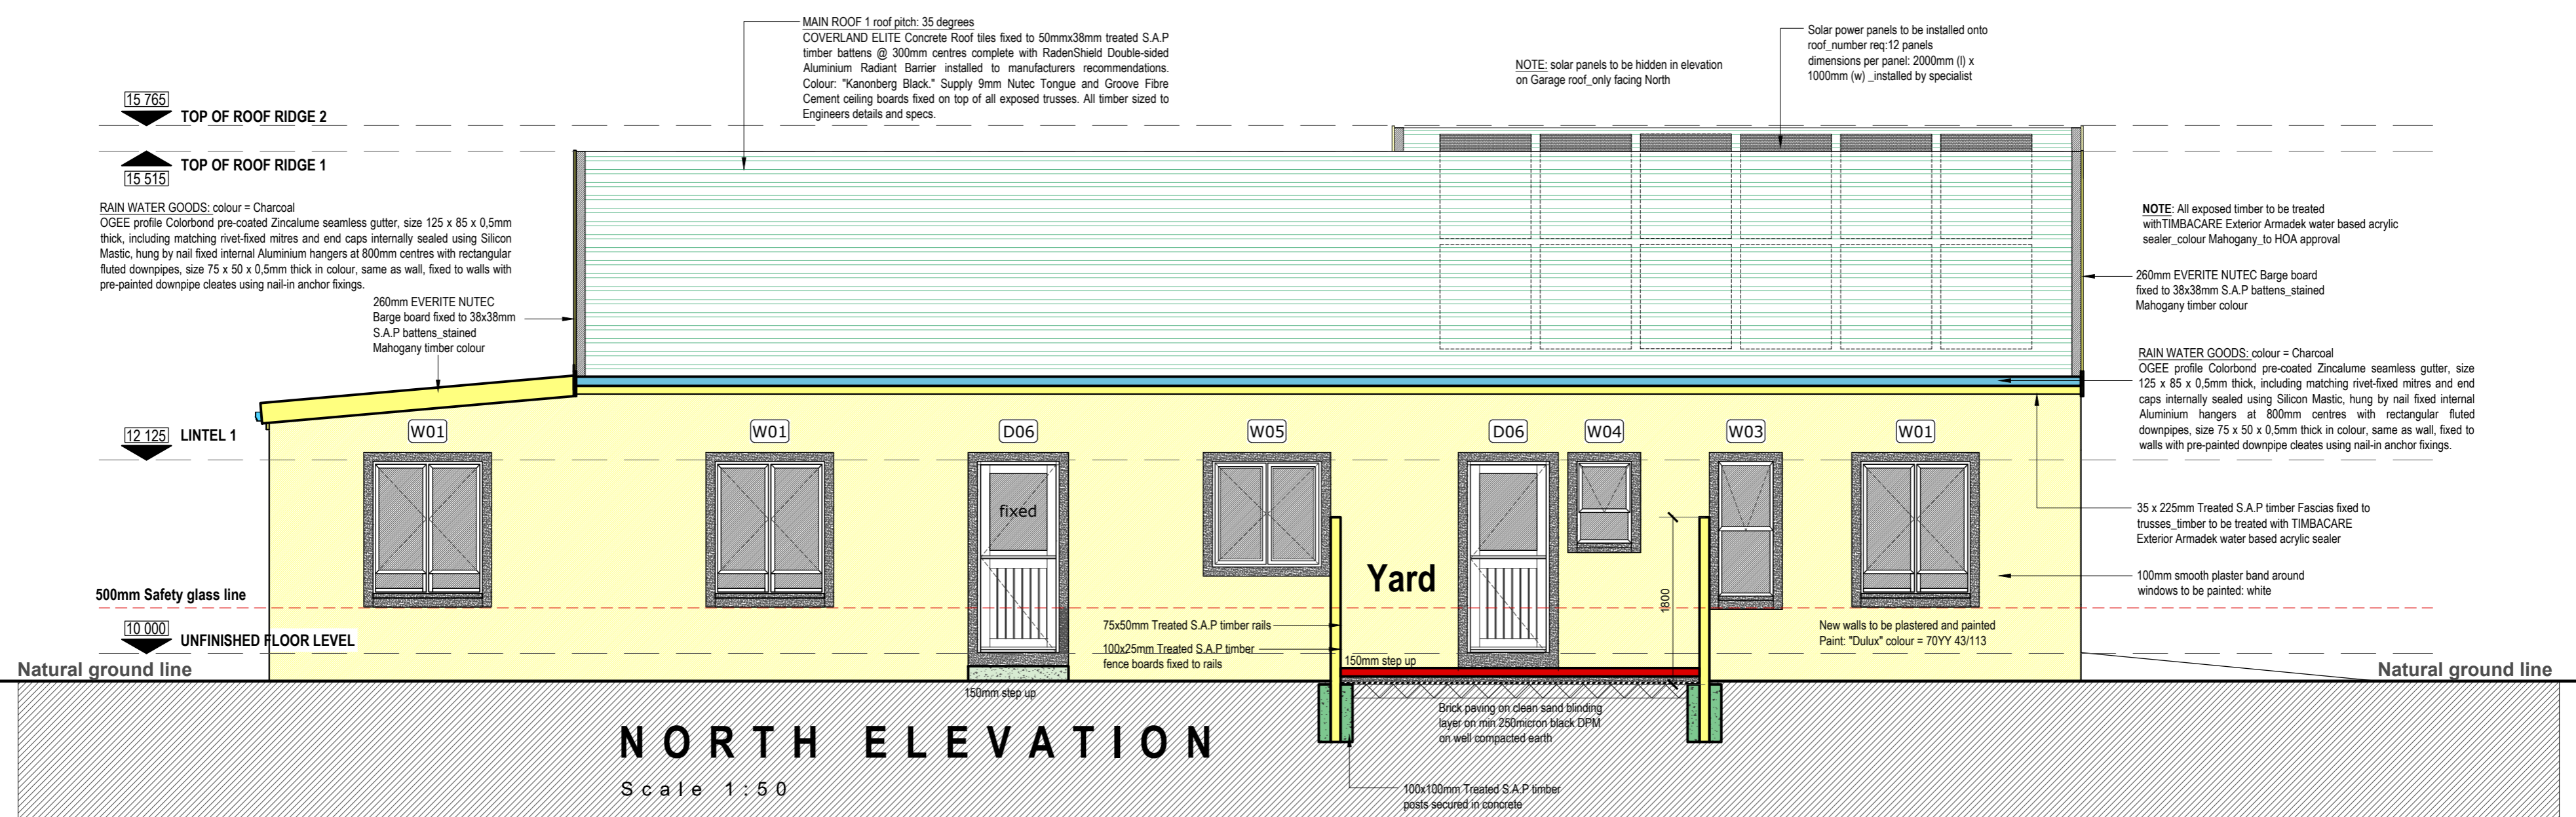 MAIN ROOF 1 roof pitch: 35 degrees
COVERLAND ELITE Concrete Roof tiles fixed to 50mmx38mm treated S.A.P
timber battens @ 300mm centres complete with RadenShield Double-sided
Aluminium Radiant Barrier installed to manufacturers recommendations.
Colour: "Kanonberg Black." Supply 9mm Nutec Tongue and Groove Fibre
Cement ceiling boards fixed on top of all exposed trusses. All timber sized to
Engineers details and specs.
NOTE: solar panels to be hidden in elevation
on Garage roof_only facing North
Solar power panels to be installed onto
roof_number req:12 panels
dimensions per panel: 2000mm (l) x
1000mm (w) _installed by specialist
15 765
TOP OF ROOF RIDGE 2
TOP OF ROOF RIDGE 1
15 515
RAIN WATER GOODS: colour = Charcoal
OGEE profile Colorbond pre-coated Zincalume seamless gutter, size 125 x 85 x 0,5mm
thick, including matching rivet-fixed mitres and end caps internally sealed using Silicon
Mastic, hung by nail fixed internal Aluminium hangers at 800mm centres with rectangular
fluted downpipes, size 75 x 50 x 0,5mm thick in colour, same as wall, fixed to walls with
pre-painted downpipe cleates using nail-in anchor fixings.
260mm EVERITE NUTEC
Barge board fixed to 38x38mm
S.A.P battens_stained
Mahogany timber colour
NOTE: All exposed timber to be treated
withTIMBACARE Exterior Armadek water based acrylic
sealer_colour Mahogany_to HOA approval
260mm EVERITE NUTEC Barge board
fixed to 38x38mm S.A.P battens_stained
Mahogany timber colour
RAIN WATER GOODS: colour = Charcoal
OGEE profile Colorbond pre-coated Zincalume seamless gutter, size
125 x 85 x 0,5mm thick, including matching rivet-fixed mitres and end
caps internally sealed using Silicon Mastic, hung by nail fixed internal
Aluminium hangers at 800mm centres with rectangular fluted
downpipes, size 75 x 50 x 0,5mm thick in colour, same as wall, fixed to
walls with pre-painted downpipe cleates using nail-in anchor fixings.
12 125 LINTEL 1
W01
W01
D06
W05
D06
W04
W03
W01
fixed
Yard
1800
35 x 225mm Treated S.A.P timber Fascias fixed to
trusses_timber to be treated with TIMBACARE
Exterior Armadek water based acrylic sealer
100mm smooth plaster band around
windows to be painted: white
500mm Safety glass line
10 000
UNFINISHED FLOOR LEVEL
75x50mm Treated S.A.P timber rails
100x25mm Treated S.A.P timber
fence boards fixed to rails
New walls to be plastered and painted
Paint: "Dulux" colour = 70YY 43/113
150mm step up
Natural ground line
Natural ground line
150mm step up
Brick paving on clean sand blinding
layer on min 250micron black DPM
on well compacted earth
NORTH ELEVATION
Scale 1:50
100x100mm Treated S.A.P timber
posts secured in concrete